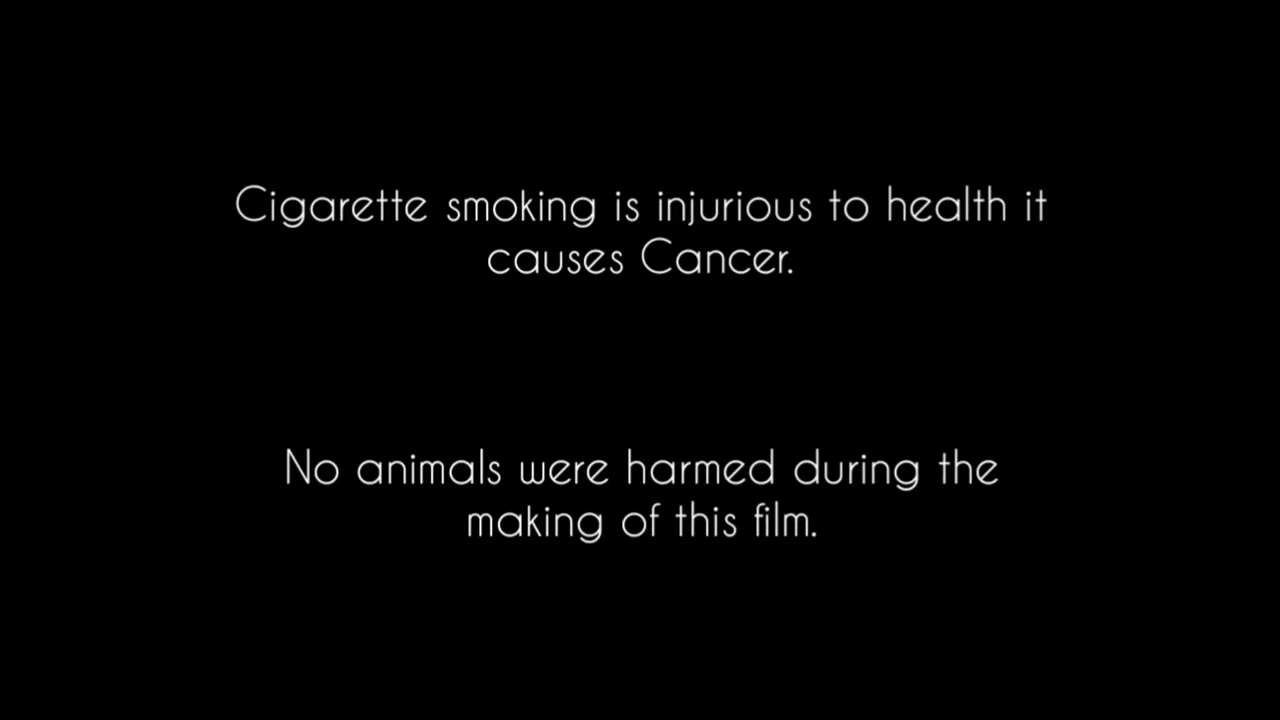 Cigarette smoking is injurious to health it
causes Cancer.
No animals were harmed during the
making of this film.